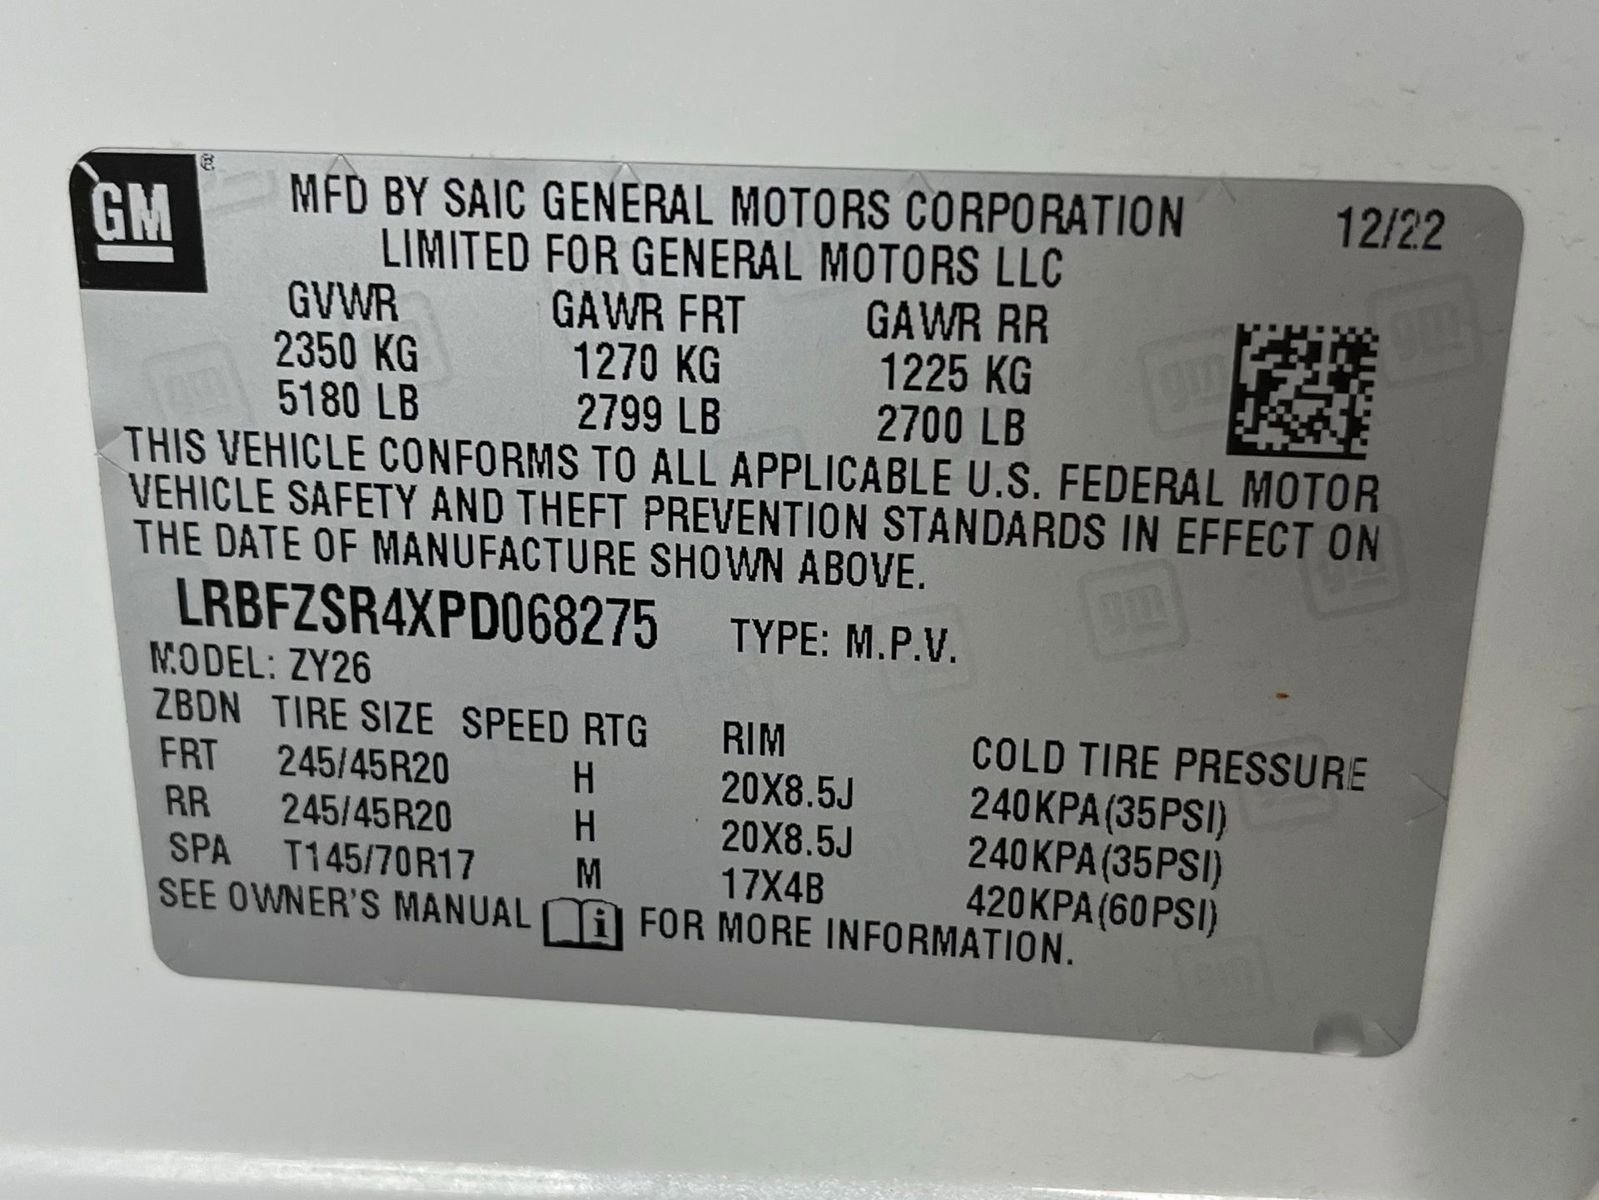 GM ®
MFD BY SAIC GENERAL MOTORS CORPORATION 12/22
LIMITED FOR GENERAL MOTORS LLC
GVWR GAWR FRT GAWR RR
2350 KG 1270 KG 1225 KG
5180 LB 2799 LB 2700 LB
THIS VEHICLE CONFORMS TO ALL APPLICABLE U.S. FEDERAL MOTOR
VEHICLE SAFETY AND THEFT PREVENTION STANDARDS IN EFFECT ON
THE DATE OF MANUFACTURE SHOWN ABOVE.
LRBFZSR4XPD068275 TYPE: M.P.V.
MODEL: ZY26
ZBDN TIRE SIZE SPEED RTG RIM COLD TIRE PRESSURE
FRT 245/45R20 H 20X8.5J 240KPA(35PSI)
RR 245/45R20 H 20X8.5J 240KPA(35PSI)
SPA T145/70R17 M 17X4B 420KPA(60PSI)
SEE OWNER'S MANUAL i FOR MORE INFORMATION.